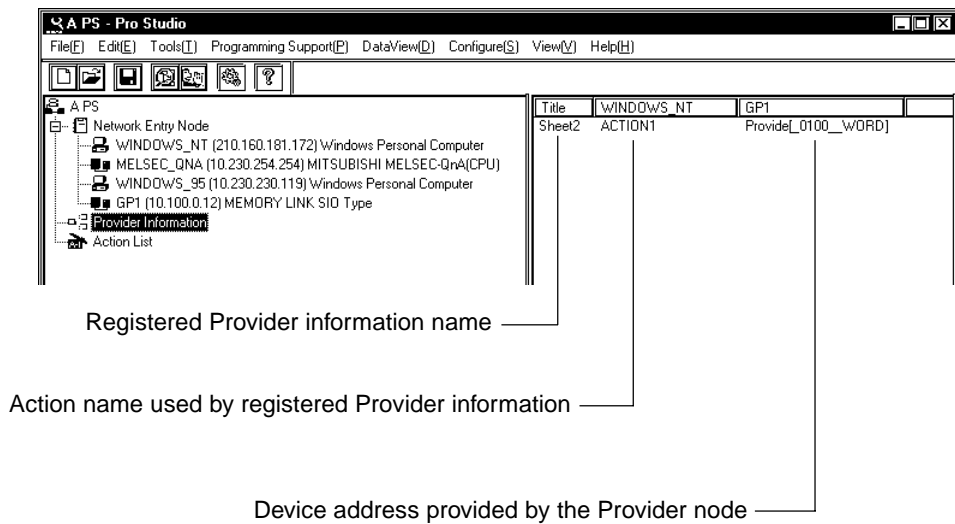 A PS - Pro Studio
File(F) Edit(E) Tools(T) Programming Support(P) DataView(D) Configure(S) View(V) Help(H)
A PS
Network Entry Node
WINDOWS_NT (210.160.181.172) Windows Personal Computer
MELSEC_QNA (10.230.254.254) MITSUBISHI MELSEC-QnA(CPU)
WINDOWS_95 (10.230.230.119) Windows Personal Computer
GP1 (10.100.0.12) MEMORY LINK SIO Type
Provider Information
Action List
Title WINDOWS_NT GP1
Sheet2 ACTION1 Provide[_0100__WORD]
Registered Provider information name
Action name used by registered Provider information
Device address provided by the Provider node